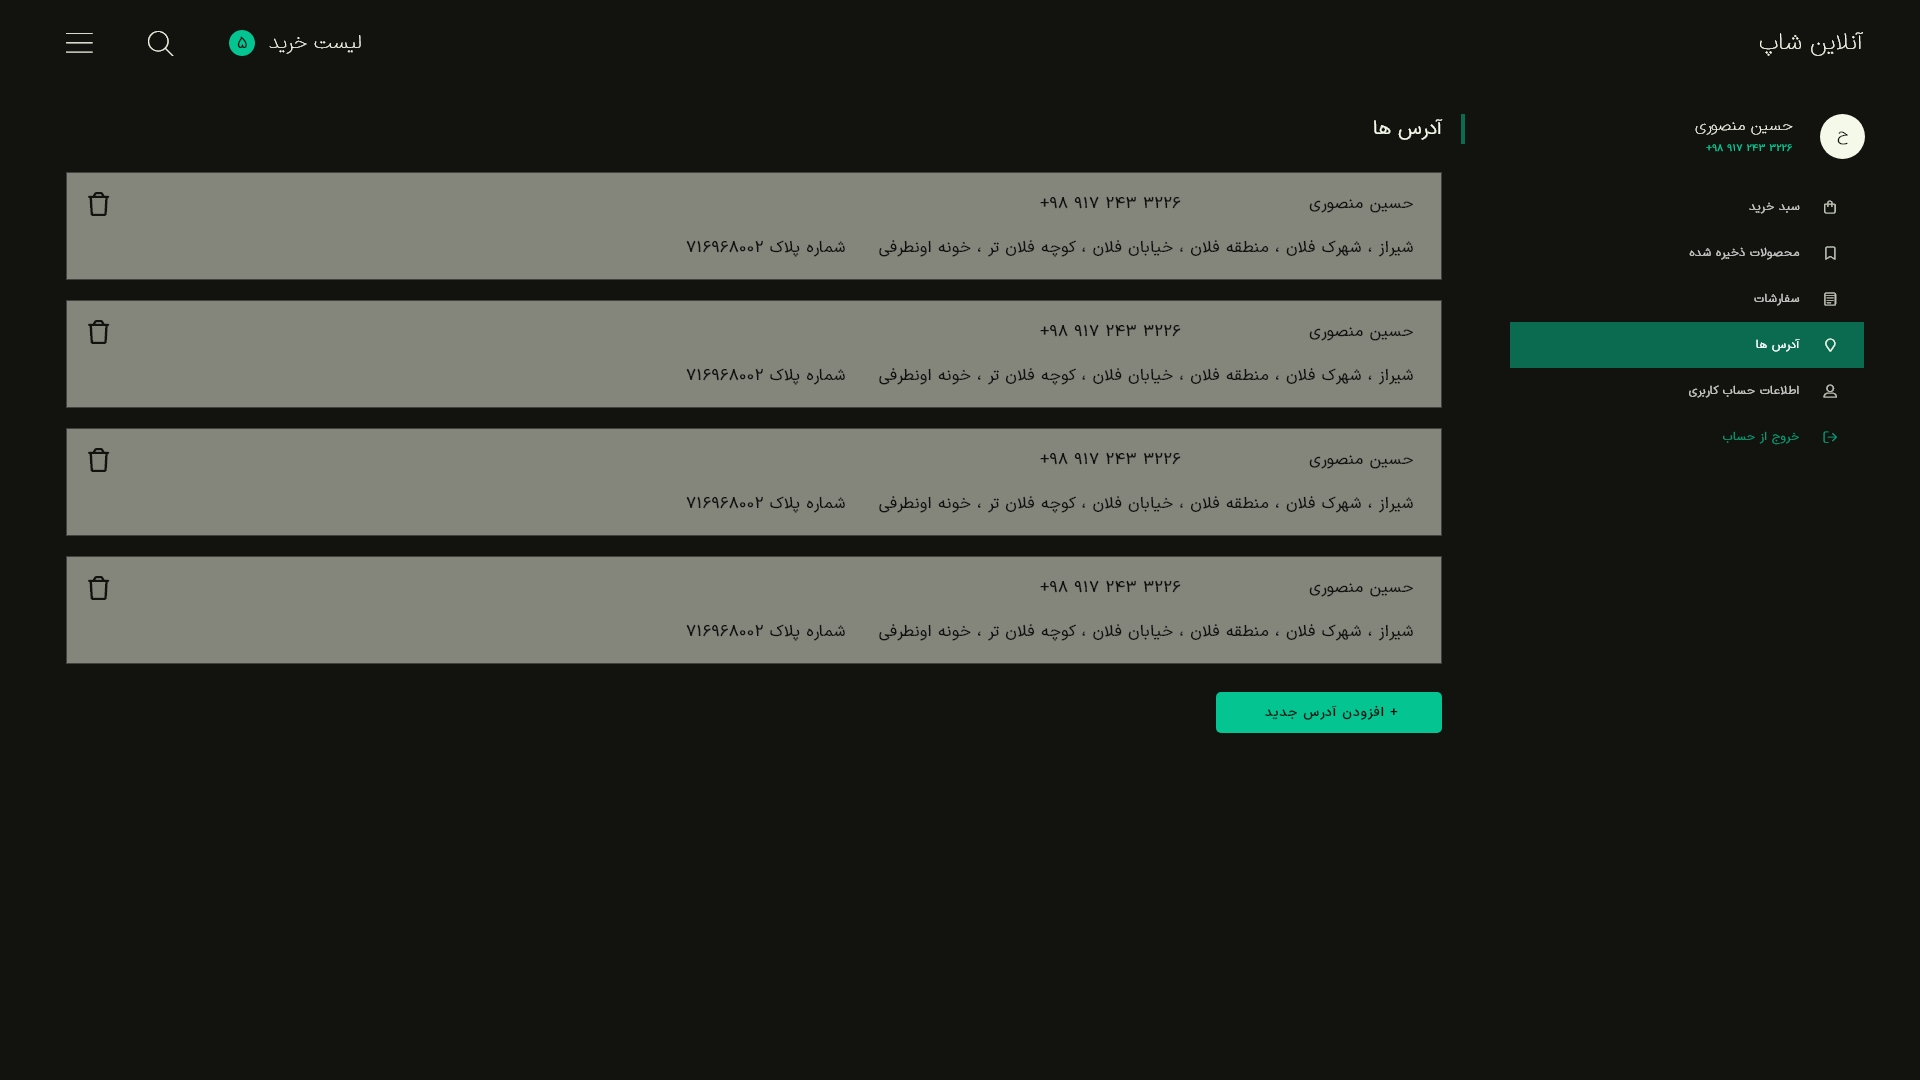 آنلاین شاپ
لیست خرید ۵
ح
حسین منصوری
+۹۸ ۹۱۷ ۲۴۳ ۳۲۲۶
سبد خرید
محصولات ذخیره شده
سفارشات
آدرس ها
اطلاعات حساب کاربری
خروج از حساب
آدرس ها
حسین منصوری +۹۸ ۹۱۷ ۲۴۳ ۳۲۲۶
شیراز ، شهرک فلان ، منطقه فلان ، خیابان فلان ، کوچه فلان تر ، خونه اونطرفی شماره پلاک ۷۱۶۹۶۸۰۰۲
حسین منصوری +۹۸ ۹۱۷ ۲۴۳ ۳۲۲۶
شیراز ، شهرک فلان ، منطقه فلان ، خیابان فلان ، کوچه فلان تر ، خونه اونطرفی شماره پلاک ۷۱۶۹۶۸۰۰۲
حسین منصوری +۹۸ ۹۱۷ ۲۴۳ ۳۲۲۶
شیراز ، شهرک فلان ، منطقه فلان ، خیابان فلان ، کوچه فلان تر ، خونه اونطرفی شماره پلاک ۷۱۶۹۶۸۰۰۲
حسین منصوری +۹۸ ۹۱۷ ۲۴۳ ۳۲۲۶
شیراز ، شهرک فلان ، منطقه فلان ، خیابان فلان ، کوچه فلان تر ، خونه اونطرفی شماره پلاک ۷۱۶۹۶۸۰۰۲
+ افزودن آدرس جدید